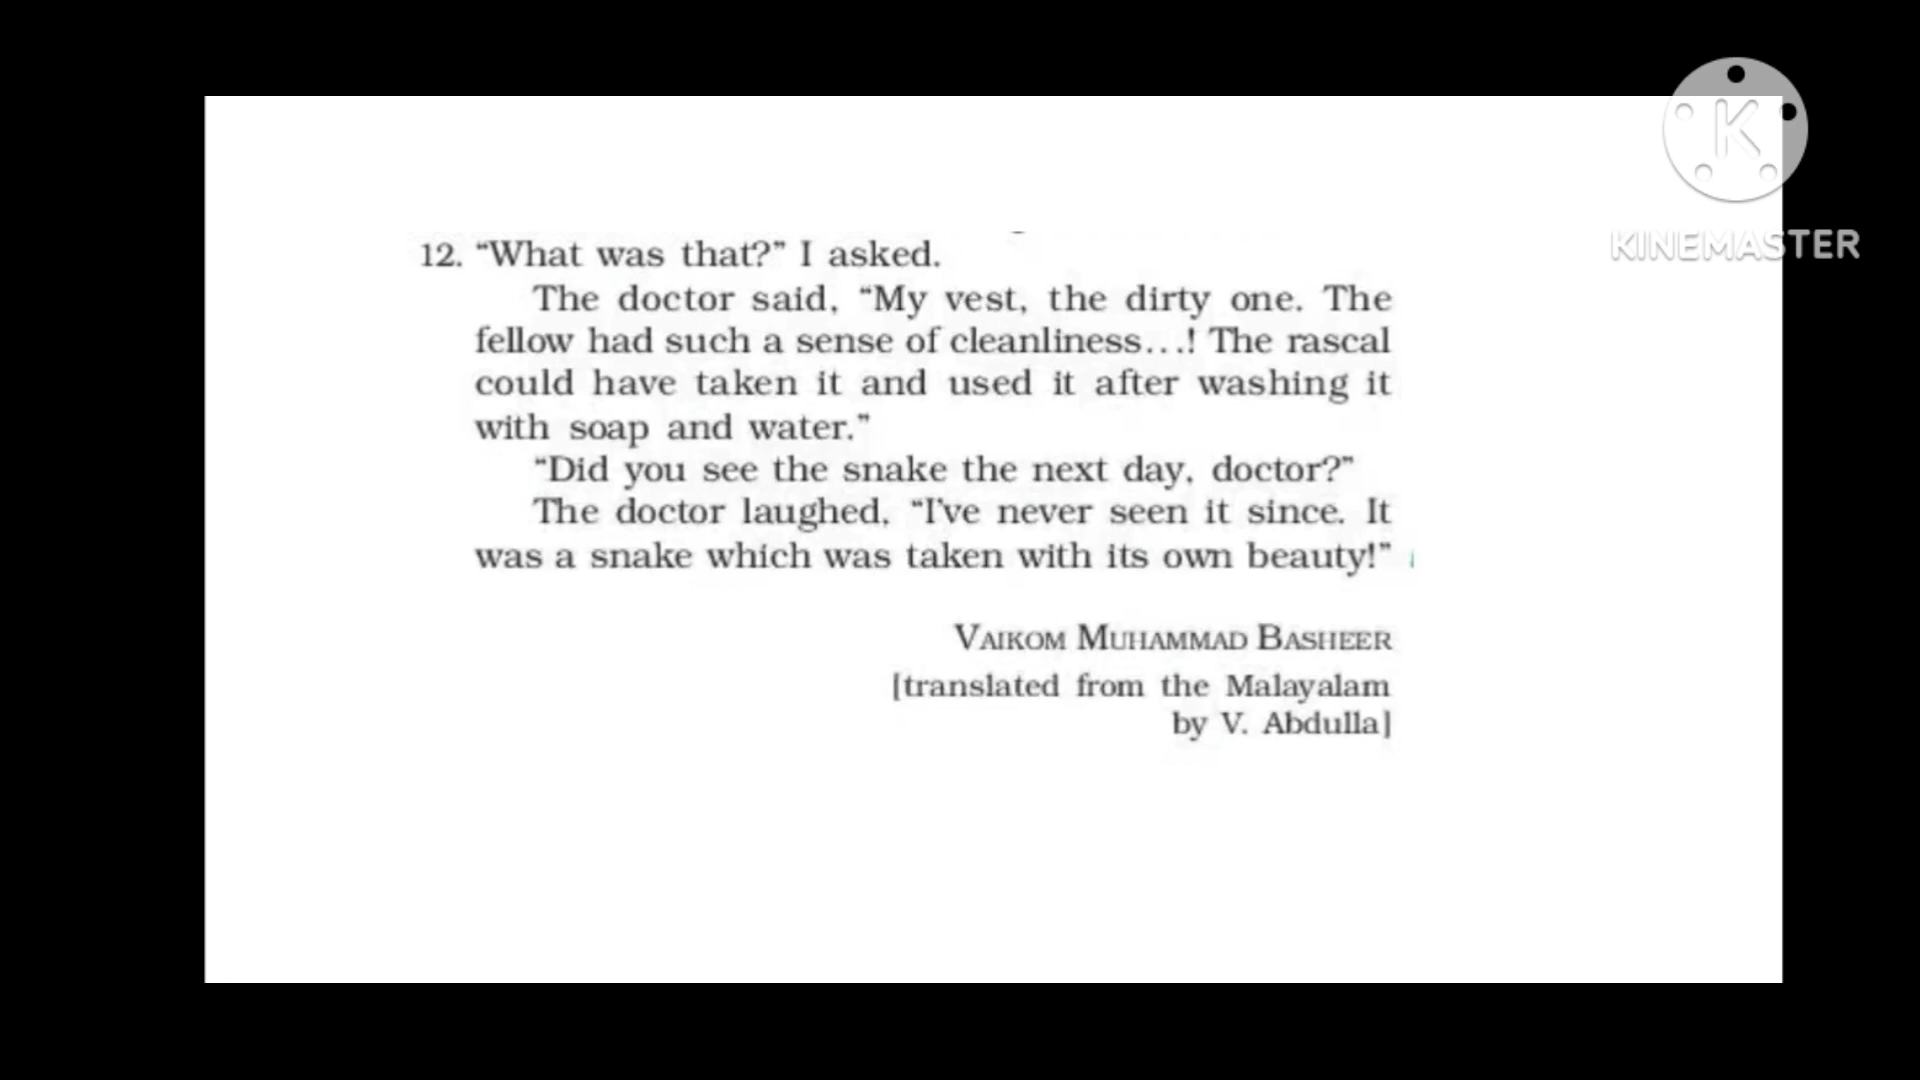 K
KINEMASTER
12. “What was that?” I asked.
The doctor said, “My vest, the dirty one. The
fellow had such a sense of cleanliness...! The rascal
could have taken it and used it after washing it
with soap and water.”
“Did you see the snake the next day, doctor?”
The doctor laughed, “I’ve never seen it since. It
was a snake which was taken with its own beauty!”
VAIKOM MUHAMMAD BASHEER
[translated from the Malayalam
by V. Abdulla]